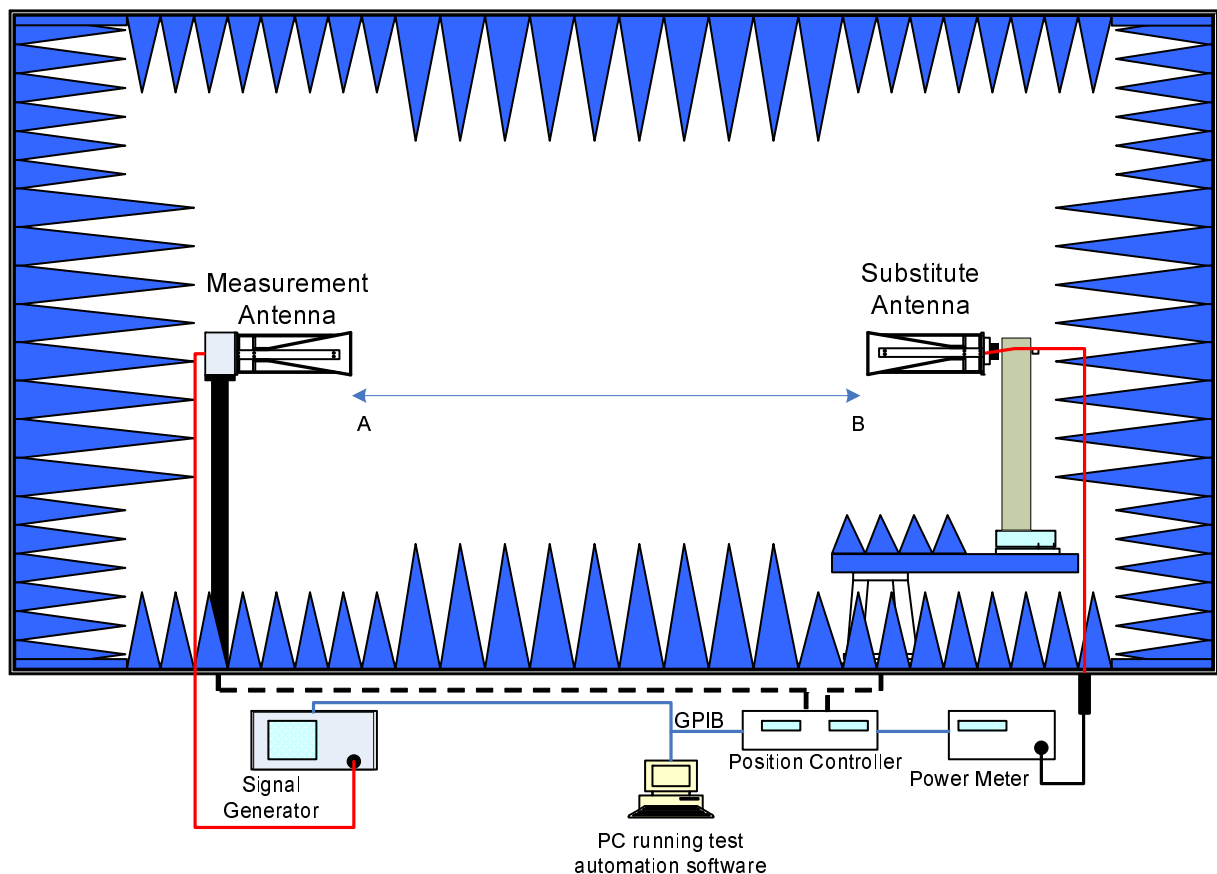 Measurement
Antenna
Substitute
Antenna
A
B
GPIB
Signal
Generator
Position Controller
Power Meter
PC running test
automation software